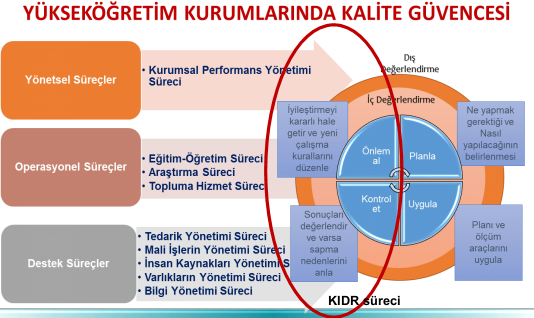 YÜKSEKÖĞRETİM KURUMLARINDA KALİTE GÜVENCESİ
Yönetsel Süreçler
• Kurumsal Performans Yönetimi
Süreci
Operasyonel Süreçler
• Eğitim-Öğretim Süreci
• Araştırma Süreci
• Topluma Hizmet Süreci
Destek Süreçler
• Tedarik Yönetimi Süreci
• Mali İşlerin Yönetimi Süreci
• İnsan Kaynakları Yönetimi S
• Varlıkların Yönetimi Süreci
• Bilgi Yönetimi Süreci
Dış
Değerlendirme
İç Değerlendirme
İyileştirmeyi
kararlı hale
getir ve yeni
çalışma
kurallarını
düzenle
Ne yapmak
gerektiği ve
Nasıl
yapılacağının
belirlenmesi
Önlem
al
Planla
Kontrol
et
Uygula
Sonuçları
değerlendir
ve varsa
sapma
nedenlerini
anla
Planı ve
ölçüm
araçlarını
uygula
KIDR süreci